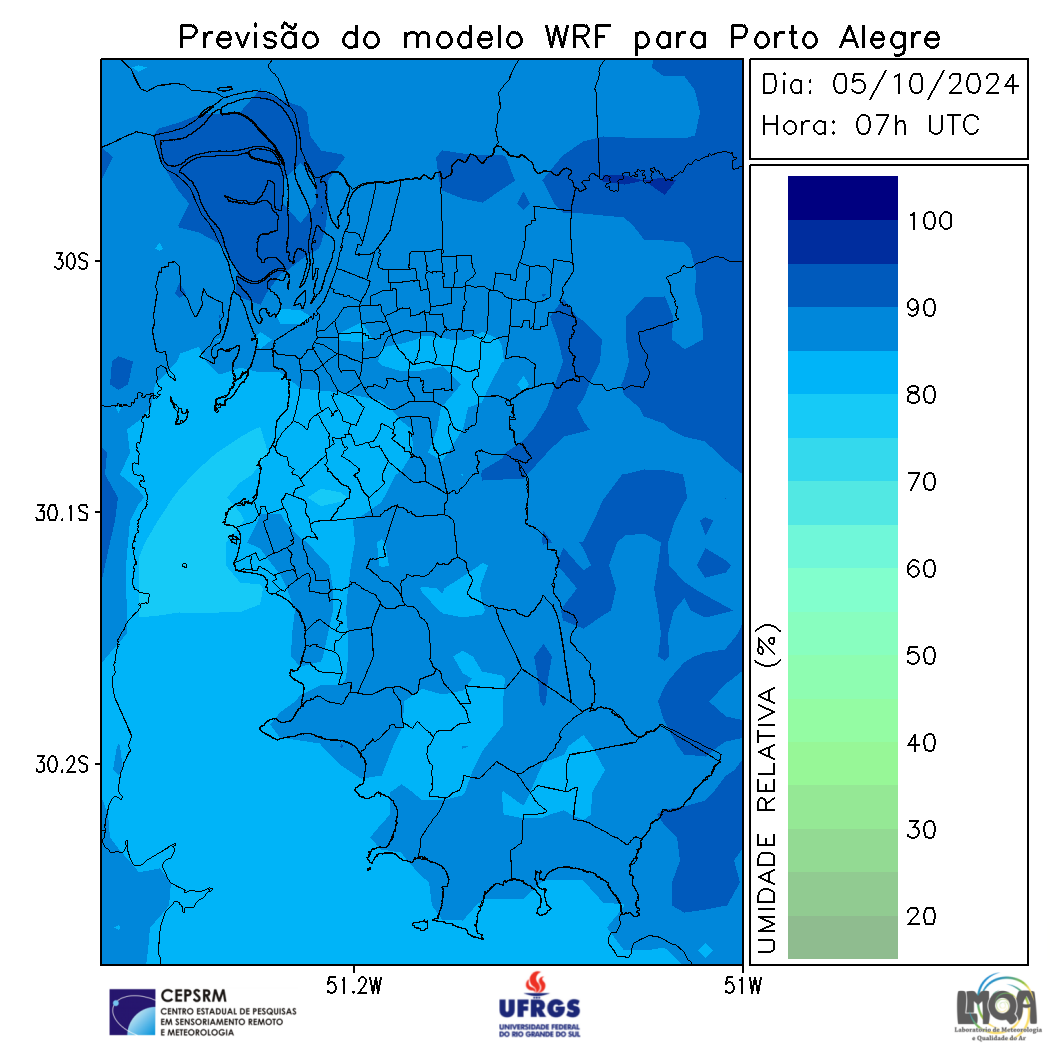 Previsão do modelo WRF para Porto Alegre
Dia: 05/10/2024
Hora: 07h UTC
30S
30.1S
30.2S
51.2W
51W
UMIDADE RELATIVA (%)
100
90
80
70
60
50
40
30
20
CEPSRM
CENTRO ESTADUAL DE PESQUISAS
EM SENSORIAMENTO REMOTO
E METEOROLOGIA
UFRGS
UNIVERSIDADE FEDERAL
DO RIO GRANDE DO SUL
LMQA
Laboratório de Meteorologia
e Qualidade do Ar